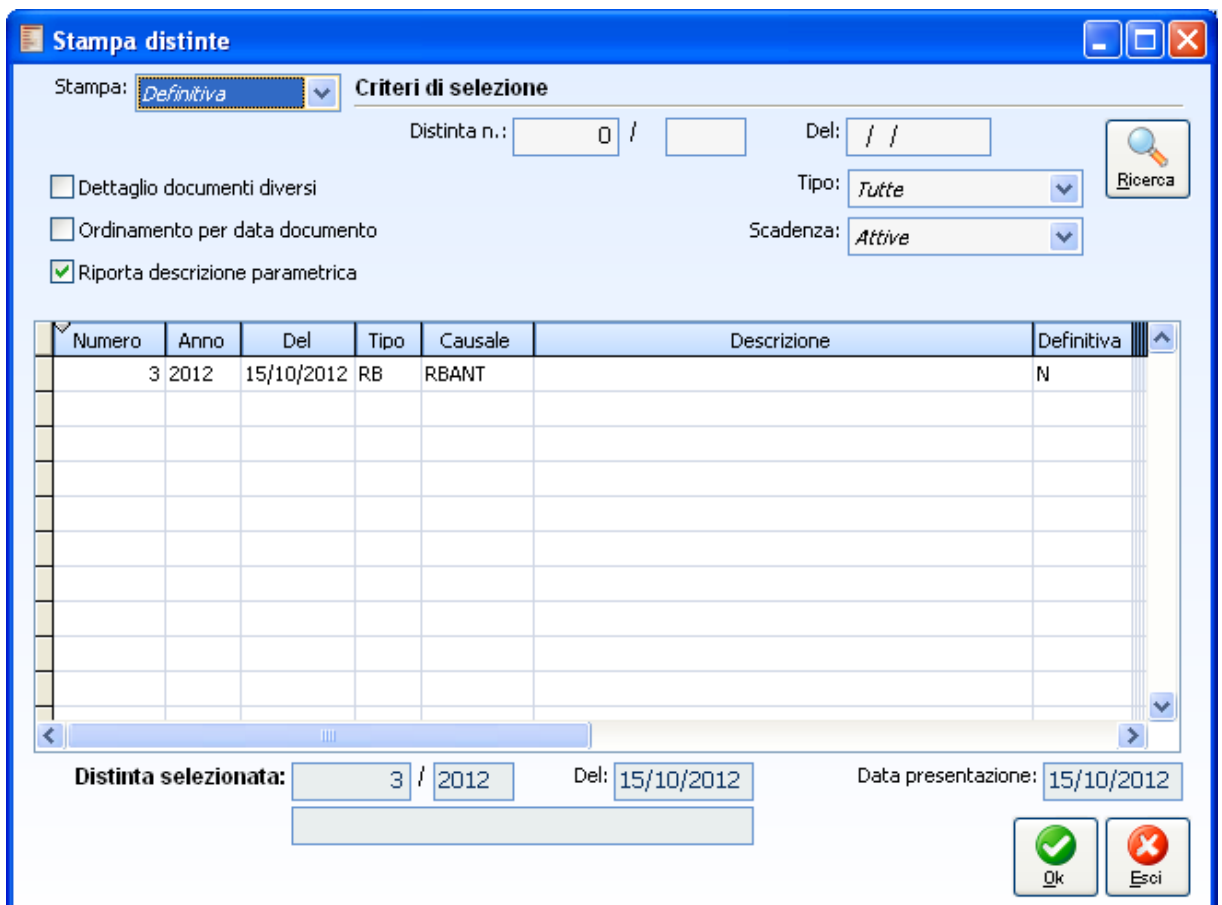 Stampa distinte
Stampa: Definitiva Criteri di selezione
Distinta n.: 0 / Del: / /
Ricerca
Dettaglio documenti diversi Tipo: Tutte
Ordinamento per data documento Scadenza: Attive
Riporta descrizione parametrica
Numero Anno Del Tipo Causale Descrizione Definitiva
3 2012 15/10/2012 RB RBANT N
Distinta selezionata: 3 / 2012 Del: 15/10/2012 Data presentazione: 15/10/2012
Ok Esci